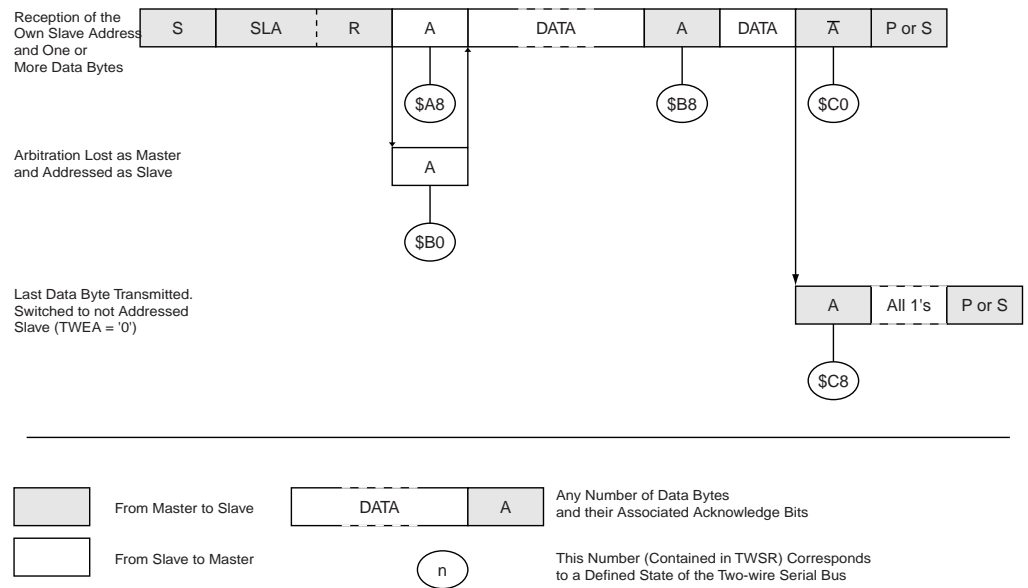 Reception of the
Own Slave Address
and One or
More Data Bytes
S SLA R A DATA A DATA A̅ P or S
$A8 $B8 $C0
Arbitration Lost as Master
and Addressed as Slave
A
$B0
Last Data Byte Transmitted.
Switched to not Addressed
Slave (TWEA = '0')
A All 1's P or S
$C8
From Master to Slave
DATA A
Any Number of Data Bytes
and their Associated Acknowledge Bits
From Slave to Master
n
This Number (Contained in TWSR) Corresponds
to a Defined State of the Two-wire Serial Bus